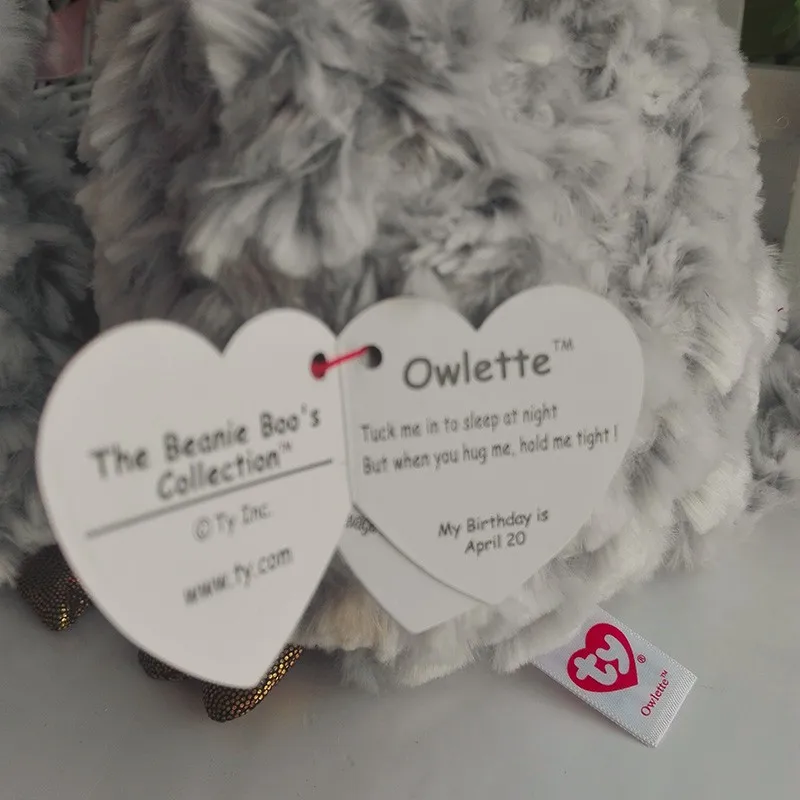 The Beanie Boo's
Collection™
© Ty Inc.
www.ty.com
Owlette™
Tuck me in to sleep at night
But when you hug me, hold me tight!
My Birthday is
April 20
ty®
Owlette™